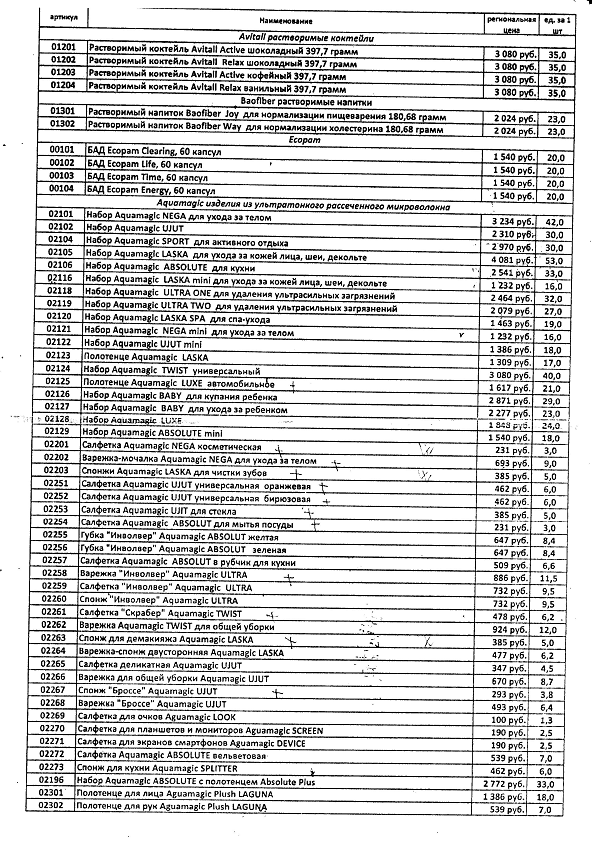 артикул Наименование региональная цена ед. за 1 шт
Avitall растворимые коктейли
01201 Растворимый коктейль Avitall Active шоколадный 397,7 грамм 3 080 руб. 35,0
01202 Растворимый коктейль Avitall Relax шоколадный 397,7 грамм 3 080 руб. 35,0
01203 Растворимый коктейль Avitall Active кофейный 397,7 грамм 3 080 руб. 35,0
01204 Растворимый коктейль Avitall Relax ванильный 397,7 грамм 3 080 руб. 35,0
Baofiber растворимые напитки
01301 Растворимый напиток Baofiber Joy для нормализации пищеварения 180,68 грамм 2 024 руб. 23,0
01302 Растворимый напиток Baofiber Way для нормализации холестерина 180,68 грамм 2 024 руб. 23,0
Ecopam
00101 БАД Ecopam Clearing, 60 капсул 1 540 руб. 20,0
00102 БАД Ecopam Life, 60 капсул 1 540 руб. 20,0
00103 БАД Ecopam Time, 60 капсул 1 540 руб. 20,0
00104 БАД Ecopam Energy, 60 капсул 1 540 руб. 20,0
Aquamagic изделия из ультратонкого рассеченного микроволокна
02101 Набор Aquamagic NEGA для ухода за телом 3 234 руб. 42,0
02102 Набор Aquamagic UJUT 2 310 руб. 30,0
02104 Набор Aquamagic SPORT для активного отдыха 2 970 руб. 30,0
02105 Набор Aquamagic LASKA для ухода за кожей лица, шеи, декольте 4 081 руб. 53,0
02106 Набор Aquamagic ABSOLUTE для кухни 2 541 руб. 33,0
02116 Набор Aquamagic LASKA mini для ухода за кожей лица, шеи, декольте 1 232 руб. 16,0
02118 Набор Aquamagic ULTRA ONE для удаления ультрасильных загрязнений 2 464 руб. 32,0
02119 Набор Aquamagic ULTRA TWO для удаления ультрасильных загрязнений 2 079 руб. 27,0
02120 Набор Aquamagic LASKA SPA для спа-ухода 1 463 руб. 19,0
02121 Набор Aquamagic NEGA mini для ухода за телом 1 232 руб. 16,0
02122 Набор Aquamagic UJUT mini 1 386 руб. 18,0
02123 Полотенце Aquamagic LASKA 1 309 руб. 17,0
02124 Набор Aquamagic TWIST универсальный 3 080 руб. 40,0
02125 Полотенце Aquamagic LUXE автомобильное 1 617 руб. 21,0
02126 Набор Aquamagic BABY для купания ребенка 2 871 руб. 29,0
02127 Набор Aquamagic BABY для ухода за ребенком 2 277 руб. 23,0
02128 Набор Aquamagic LUXE 1 848 руб. 24,0
02129 Набор Aquamagic ABSOLUTE mini 1 540 руб. 18,0
02201 Салфетка Aquamagic NEGA косметическая 231 руб. 3,0
02202 Варежка-мочалка Aquamagic NEGA для ухода за телом 693 руб. 9,0
02203 Спонжи Aquamagic LASKA для чистки зубов 385 руб. 5,0
02251 Салфетка Aquamagic UJUT универсальная оранжевая 462 руб. 6,0
02252 Салфетка Aquamagic UJUT универсальная бирюзовая 462 руб. 6,0
02253 Салфетка Aquamagic UJIT для стекла 385 руб. 5,0
02254 Салфетка Aquamagic ABSOLUT для мытья посуды 231 руб. 3,0
02255 Губка "Инволвер" Aquamagic ABSOLUT желтая 647 руб. 8,4
02256 Губка "Инволвер" Aquamagic ABSOLUT зеленая 647 руб. 8,4
02257 Салфетка Aquamagic ABSOLUT в рубчик для кухни 509 руб. 6,6
02258 Варежка "Инволвер" Aquamagic ULTRA 886 руб. 11,5
02259 Салфетка "Инволвер" Aquamagic ULTRA 732 руб. 9,5
02260 Спонж "Инволвер" Aquamagic ULTRA 732 руб. 9,5
02261 Салфетка "Скрабер" Aquamagic TWIST 478 руб. 6,2
02262 Варежка Aquamagic TWIST для общей уборки 924 руб. 12,0
02263 Спонж для демакияжа Aquamagic LASKA 385 руб. 5,0
02264 Варежка-спонж двусторонняя Aquamagic LASKA 477 руб. 6,2
02265 Салфетка деликатная Aquamagic UJUT 347 руб. 4,5
02266 Варежка для общей уборки Aquamagic UJUT 670 руб. 8,7
02267 Спонж "Броссе" Aquamagic UJUT 293 руб. 3,8
02268 Варежка "Броссе" Aquamagic UJUT 493 руб. 6,4
02269 Салфетка для очков Aguamagic LOOK 100 руб. 1,3
02270 Салфетка для планшетов и мониторов Aguamagic SCREEN 190 руб. 2,5
02271 Салфетка для экранов смартфонов Aguamagic DEVICE 190 руб. 2,5
02272 Салфетка Aquamagic ABSOLUTE вельветовая 539 руб. 7,0
02273 Спонж для кухни Aquamagic SPLITTER 462 руб. 6,0
02196 Набор Aquamagic ABSOLUTE с полотенцем Absolute Plus 2 772 руб. 33,0
02301 Полотенце для лица Aguamagic Plush LAGUNA 1 386 руб. 18,0
02302 Полотенце для рук Aguamagic Plush LAGUNA 539 руб. 7,0